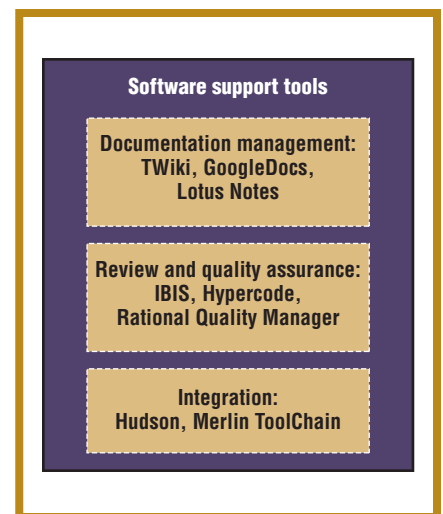 Software support tools
Documentation management:
TWiki, GoogleDocs,
Lotus Notes
Review and quality assurance:
IBIS, Hypercode,
Rational Quality Manager
Integration:
Hudson, Merlin ToolChain